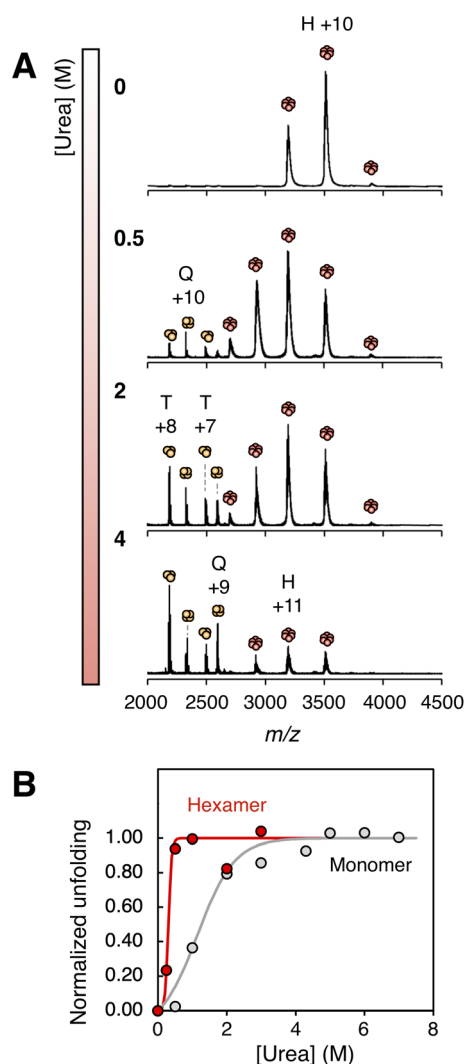 A
[Urea] (M)
H +10
0
0.5
Q
+10
2
T
+8
T
+7
4
Q
+9
H
+11
2000 2500 3000 3500 4000 4500
m/z
B
Normalized unfolding
Hexamer
Monomer
1.00
0.80
0.60
0.40
0.20
0.00
0 2 4 6 8
[Urea] (M)